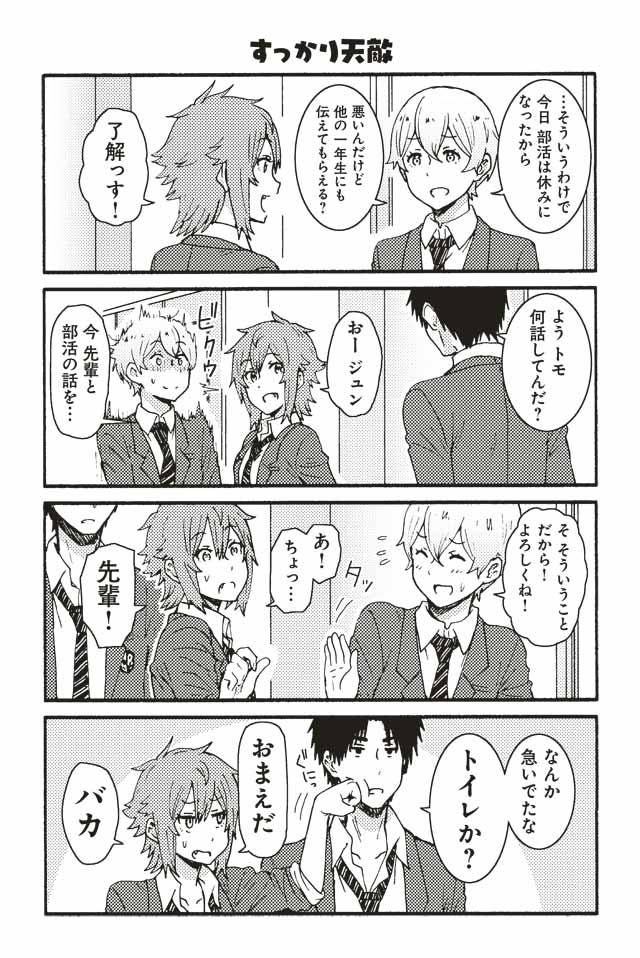 すっかり天敵
…そういうわけで
今日 部活は休みに
なったから
悪いんだけど
他の一年生にも
伝えてもらえる?
了解っす!
よう トモ
何話してんだ?
おー ジュン
ビクゥ
今 先輩と
部活の話を…
そ そういうこと
だから!
よろしくね!
タッ
あ!
ちょっ…
先輩!
なんか
急いでたな
トイレか?
おまえだ
バカ